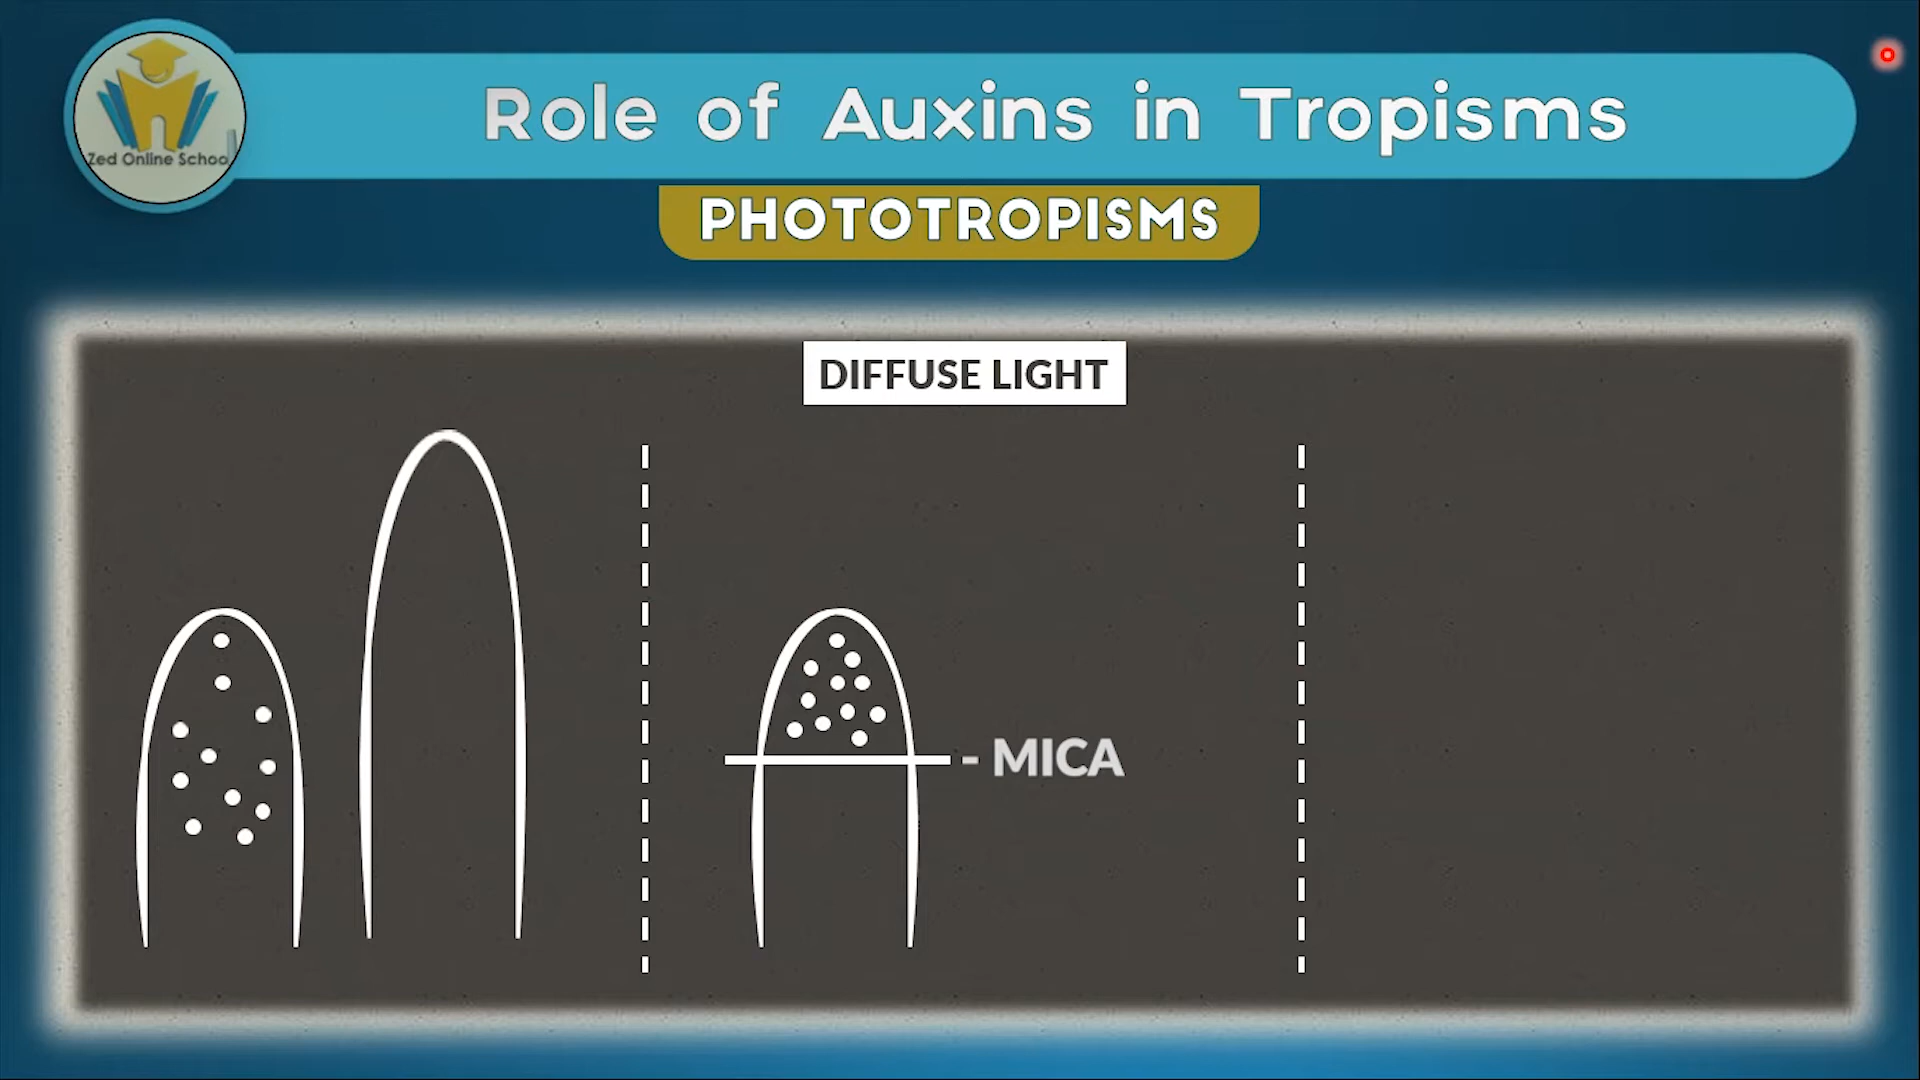 Zed Online School
Role of Auxins in Tropisms
PHOTOTROPISMS
DIFFUSE LIGHT
- MICA